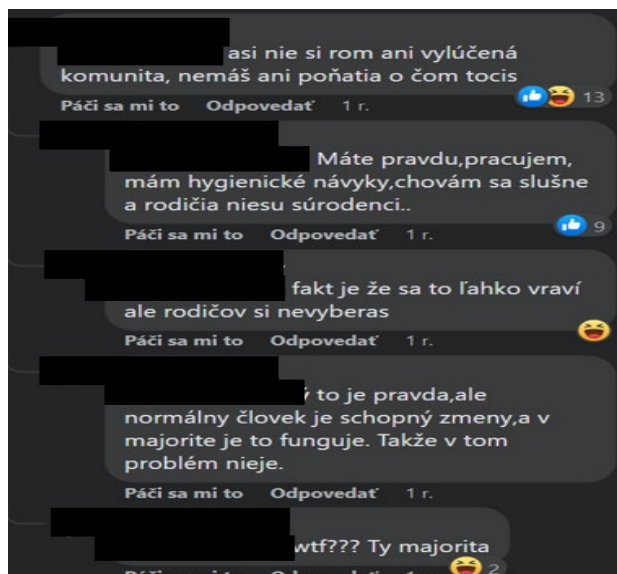 asi nie si rom ani vylúčená
komunita, nemáš ani poňatia o čom tocis
Páči sa mi to Odpovedať 1 r. 13
Máte pravdu,pracujem,
mám hygienické návyky,chovám sa slušne
a rodičia niesu súrodenci..
Páči sa mi to Odpovedať 1 r. 9
fakt je že sa to ľahko vraví
ale rodičov si nevyberas
Páči sa mi to Odpovedať 1 r.
to je pravda,ale
normálny človek je schopný zmeny,a v
majorite je to funguje. Takže v tom
problém nieje.
Páči sa mi to Odpovedať 1 r.
wtf??? Ty majorita
2